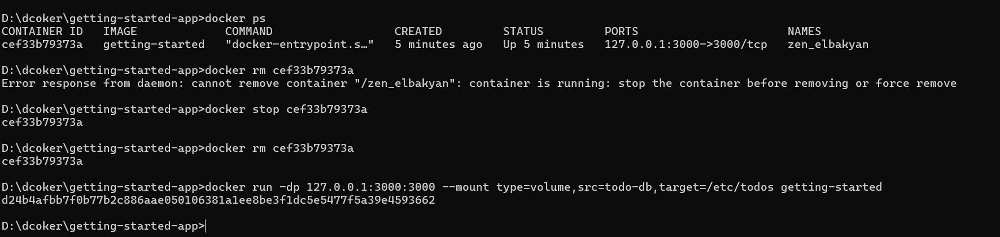 D:\dcoker\getting-started-app>docker ps
CONTAINER ID   IMAGE             COMMAND                  CREATED         STATUS         PORTS                      NAMES
cef33b79373a   getting-started   "docker-entrypoint.s…"   5 minutes ago   Up 5 minutes   127.0.0.1:3000->3000/tcp   zen_elbakyan
D:\dcoker\getting-started-app>docker rm cef33b79373a
Error response from daemon: cannot remove container "/zen_elbakyan": container is running: stop the container before removing or force remove
D:\dcoker\getting-started-app>docker stop cef33b79373a
cef33b79373a
D:\dcoker\getting-started-app>docker rm cef33b79373a
cef33b79373a
D:\dcoker\getting-started-app>docker run -dp 127.0.0.1:3000:3000 --mount type=volume,src=todo-db,target=/etc/todos getting-started
d24b4afbb7f0b77b2c886aae050106381a1ee8be3f1dc5e5477f5a39e4593662
D:\dcoker\getting-started-app>